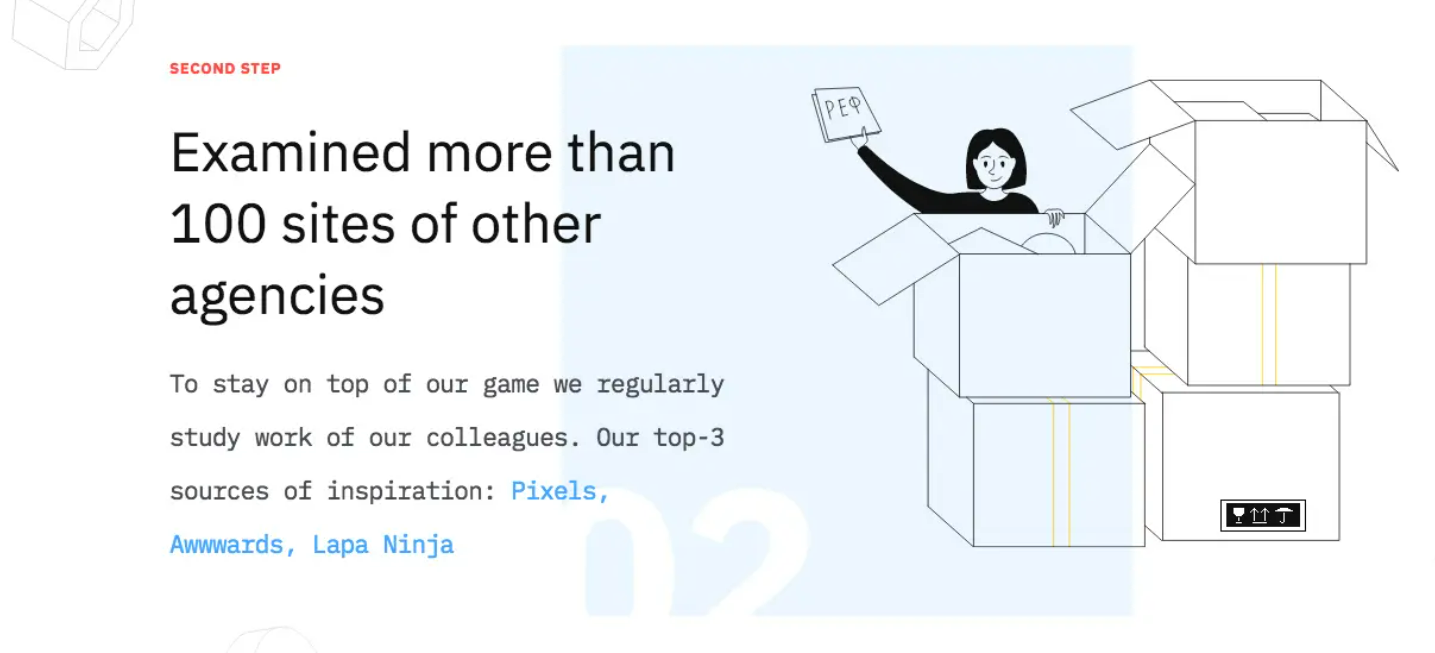 SECOND STEP
Examined more than
100 sites of other
agencies
To stay on top of our game we regularly
study work of our colleagues. Our top-3
sources of inspiration: Pixels,
Awwwards, Lapa Ninja
02
РЕФ